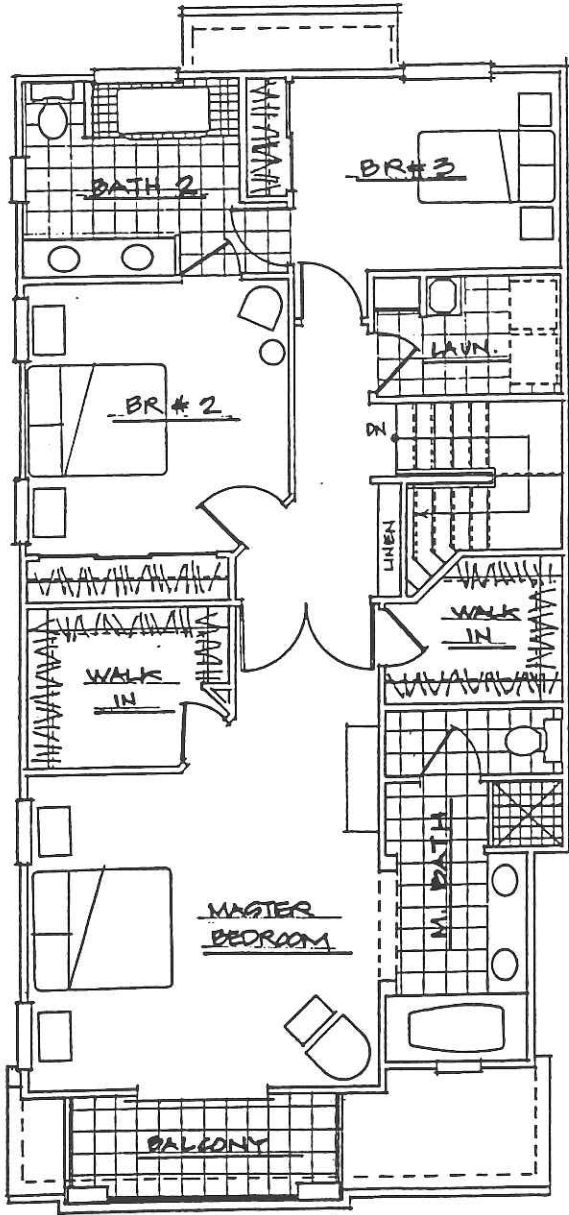 BATH 2
BR# 3
LAUN.
BR # 2
DN
LINEN
WALK
IN
WALK
IN
M. BATH
MASTER
BEDROOM
BALCONY